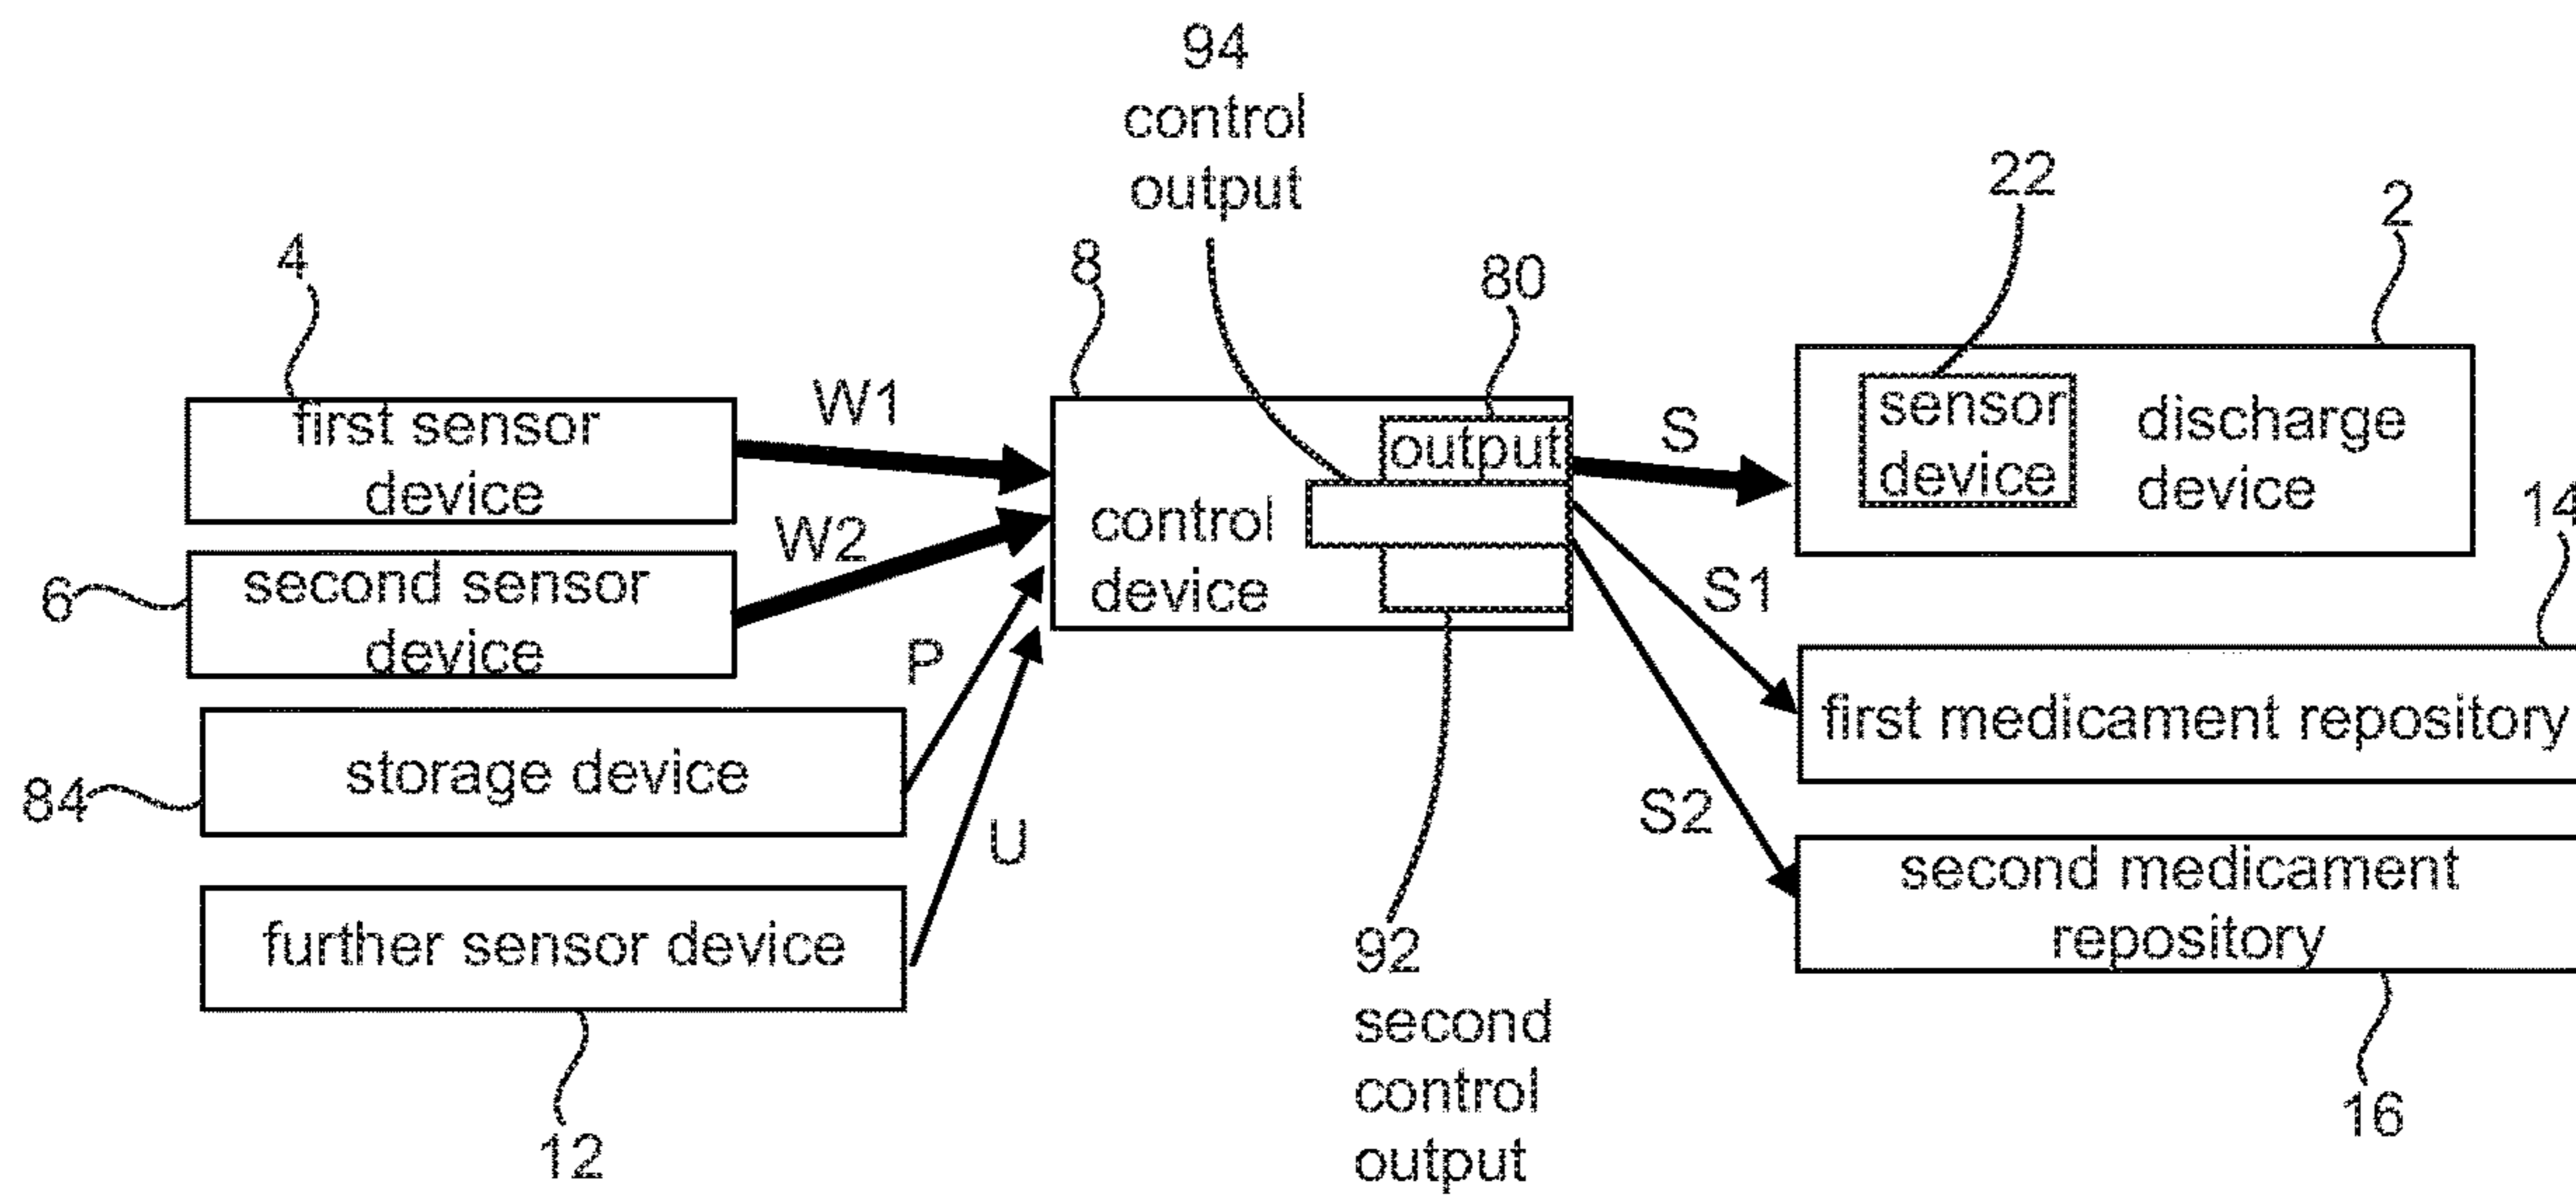 94
control
output
22
2
4
8
80
first sensor
device
W1
output
S
sensor
device
discharge
device
14
6
second sensor
device
W2
control
device
S1
P
first medicament repository
84
storage device
U
S2
second medicament
repository
further sensor device
92
second
control
output
12
16